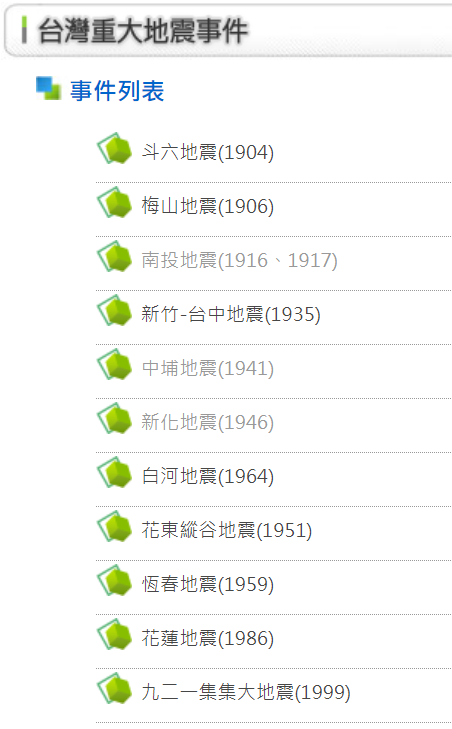 台灣重大地震事件
事件列表
斗六地震(1904)
梅山地震(1906)
南投地震(1916、1917)
新竹-台中地震(1935)
中埔地震(1941)
新化地震(1946)
白河地震(1964)
花東縱谷地震(1951)
恆春地震(1959)
花蓮地震(1986)
九二一集集大地震(1999)